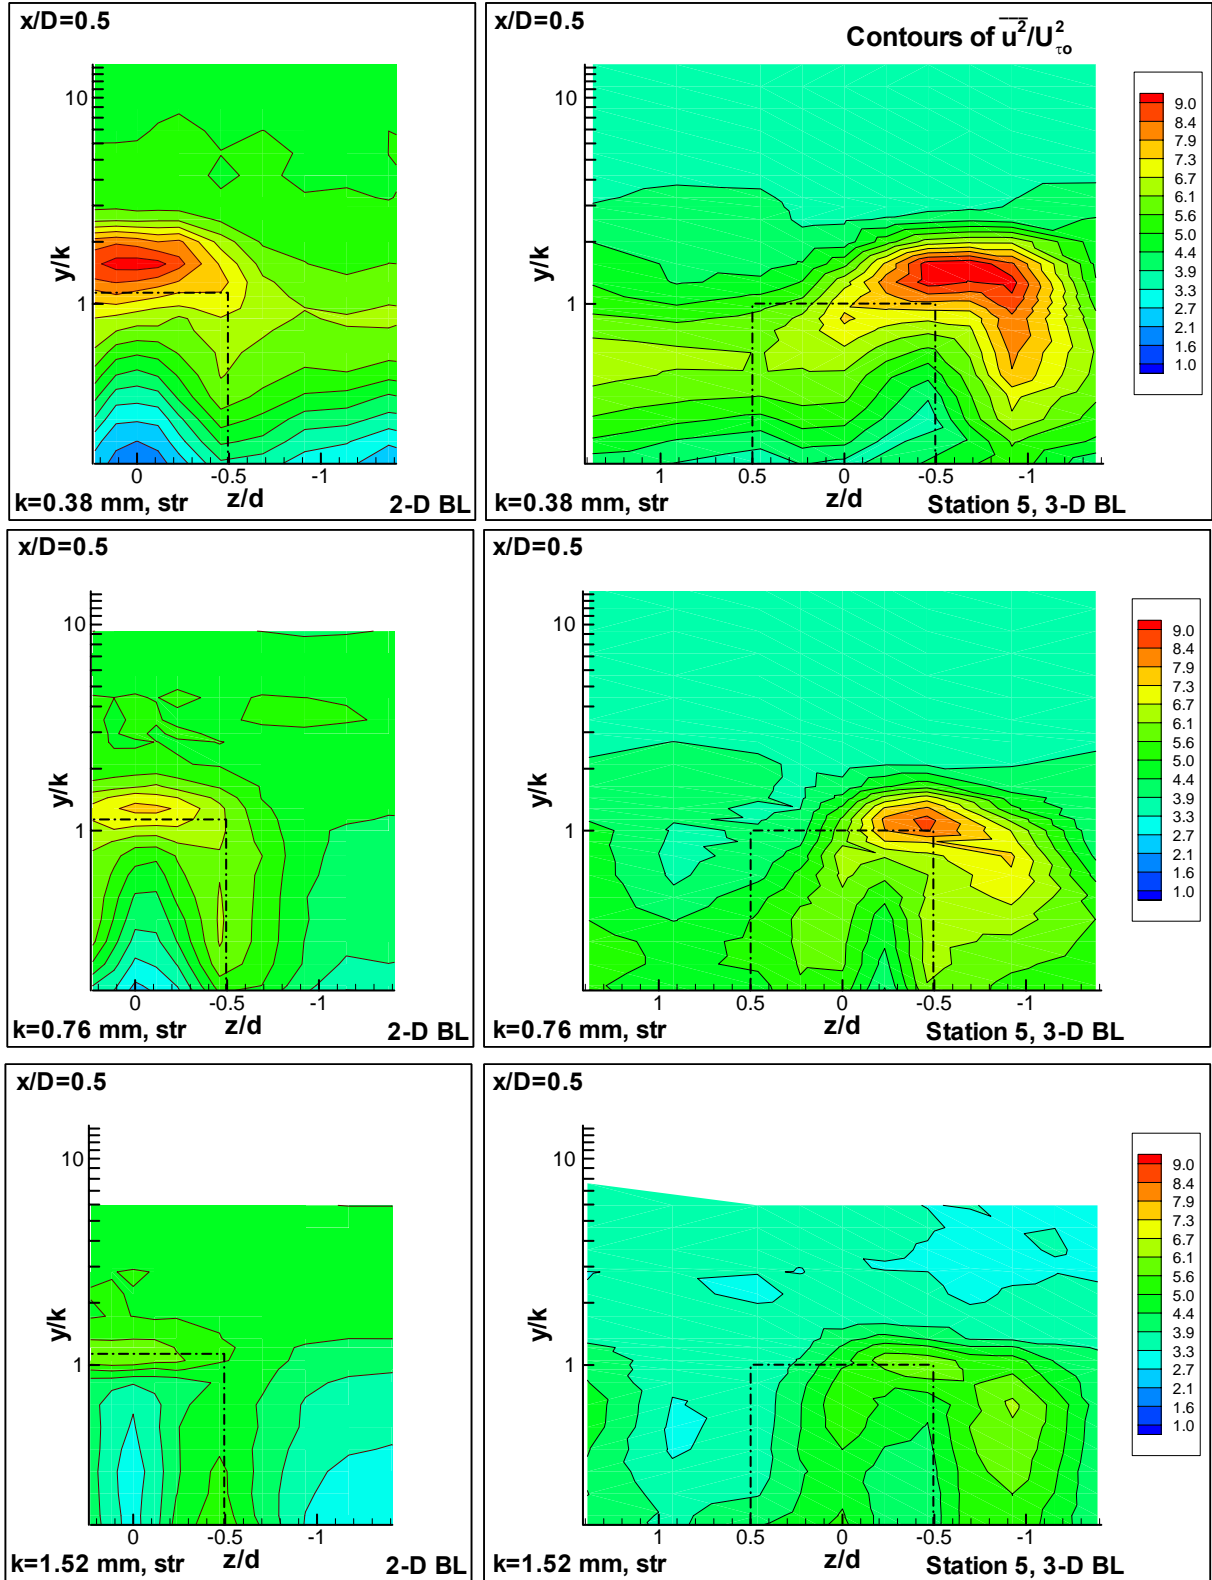 x/D=0.5
10
y/k
1
0
-0.5
-1
z/d
k=0.38 mm, str
2-D BL
x/D=0.5
Contours of u²/U²τo
10
y/k
1
1
0.5
0
-0.5
-1
z/d
k=0.38 mm, str
Station 5, 3-D BL
9.0
8.4
7.9
7.3
6.7
6.1
5.6
5.0
4.4
3.9
3.3
2.7
2.1
1.6
1.0
x/D=0.5
10
y/k
1
0
-0.5
-1
z/d
k=0.76 mm, str
2-D BL
x/D=0.5
10
y/k
1
1
0.5
0
-0.5
-1
z/d
k=0.76 mm, str
Station 5, 3-D BL
9.0
8.4
7.9
7.3
6.7
6.1
5.6
5.0
4.4
3.9
3.3
2.7
2.1
1.6
1.0
x/D=0.5
10
y/k
1
0
-0.5
-1
z/d
k=1.52 mm, str
2-D BL
x/D=0.5
10
y/k
1
1
0.5
0
-0.5
-1
z/d
k=1.52 mm, str
Station 5, 3-D BL
9.0
8.4
7.9
7.3
6.7
6.1
5.6
5.0
4.4
3.9
3.3
2.7
2.1
1.6
1.0